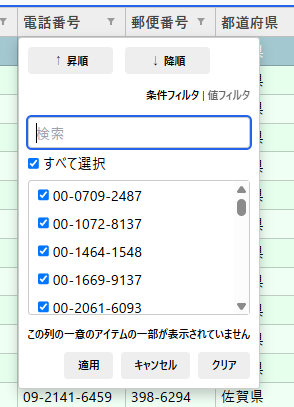 電話番号 郵便番号 都道府県
県
↑ 昇順 ↓ 降順
条件フィルタ | 値フィルタ
検索
すべて選択
00-0709-2487
00-1072-8137
00-1464-1548
00-1669-9137
00-2061-6093
この列の一意のアイテムの一部が表示されていません
適用 キャンセル クリア
09-2141-6459 398-6294 佐賀県